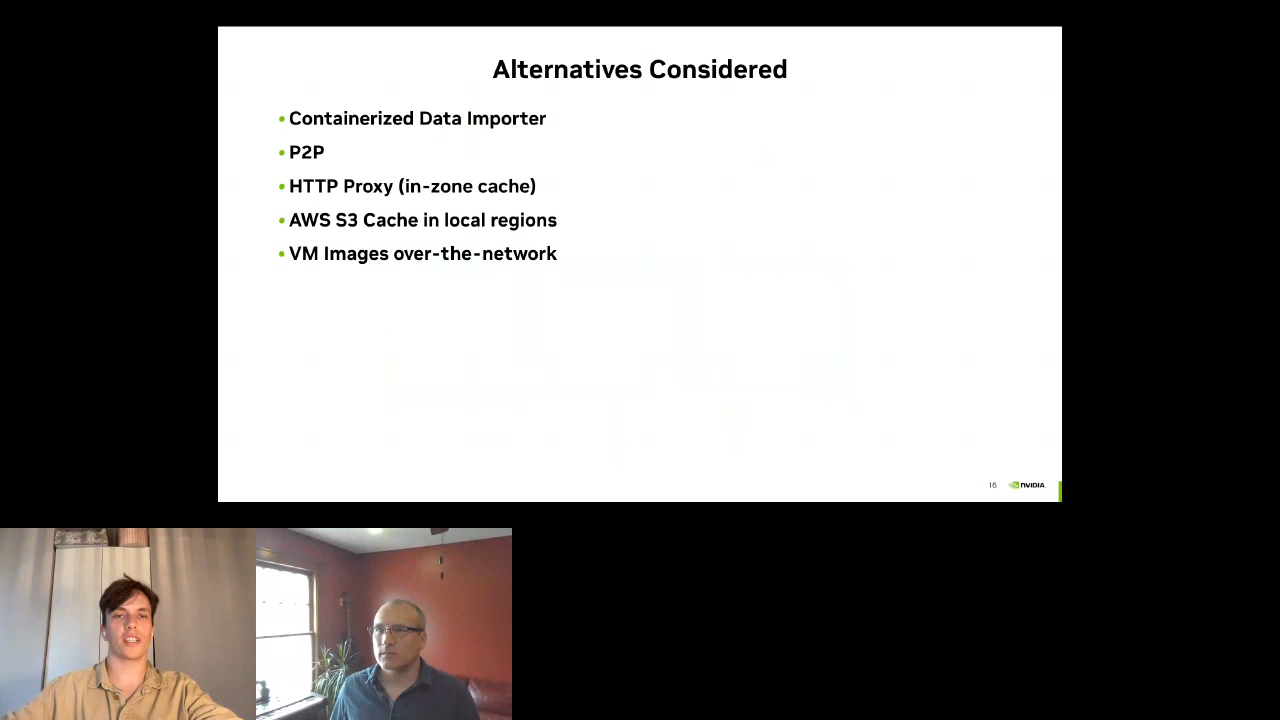 Alternatives Considered
• Containerized Data Importer
• P2P
• HTTP Proxy (in-zone cache)
• AWS S3 Cache in local regions
• VM Images over-the-network
16 NVIDIA